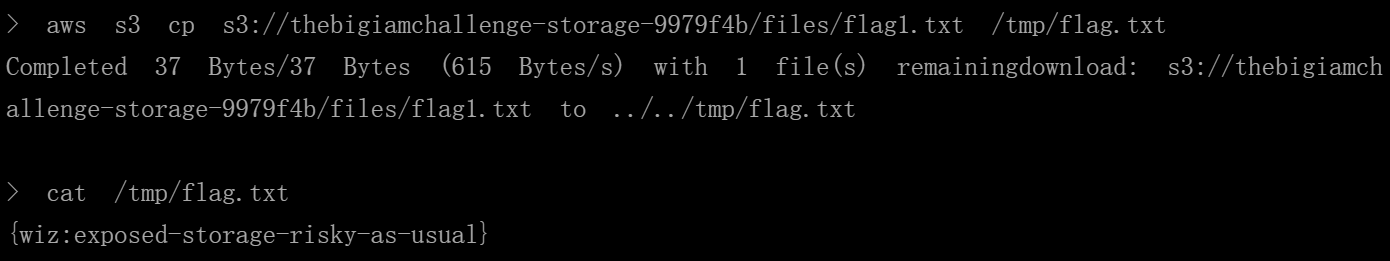 > aws s3 cp s3://thebigiamchallenge-storage-9979f4b/files/flag1.txt /tmp/flag.txt
Completed 37 Bytes/37 Bytes (615 Bytes/s) with 1 file(s) remainingdownload: s3://thebigiamch
allenge-storage-9979f4b/files/flag1.txt to ../../tmp/flag.txt
> cat /tmp/flag.txt
{wiz:exposed-storage-risky-as-usual}